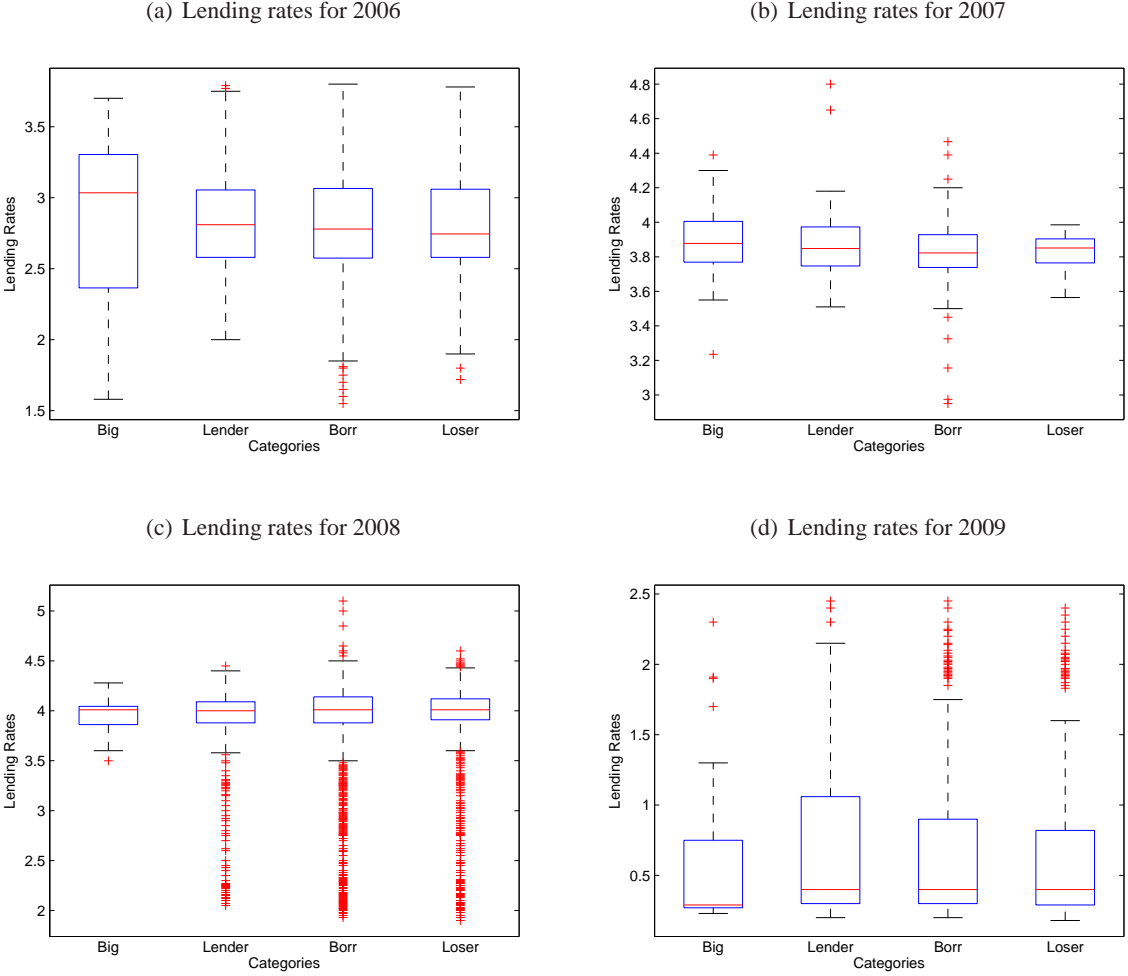 (a) Lending rates for 2006
3.5
3
2.5
2
1.5
Lending Rates
Big Lender Borr Loser
Categories
(b) Lending rates for 2007
4.8
4.6
4.4
4.2
4
3.8
3.6
3.4
3.2
3
Lending Rates
Big Lender Borr Loser
Categories
(c) Lending rates for 2008
5
4.5
4
3.5
3
2.5
2
Lending Rates
Big Lender Borr Loser
Categories
(d) Lending rates for 2009
2.5
2
1.5
1
0.5
Lending Rates
Big Lender Borr Loser
Categories